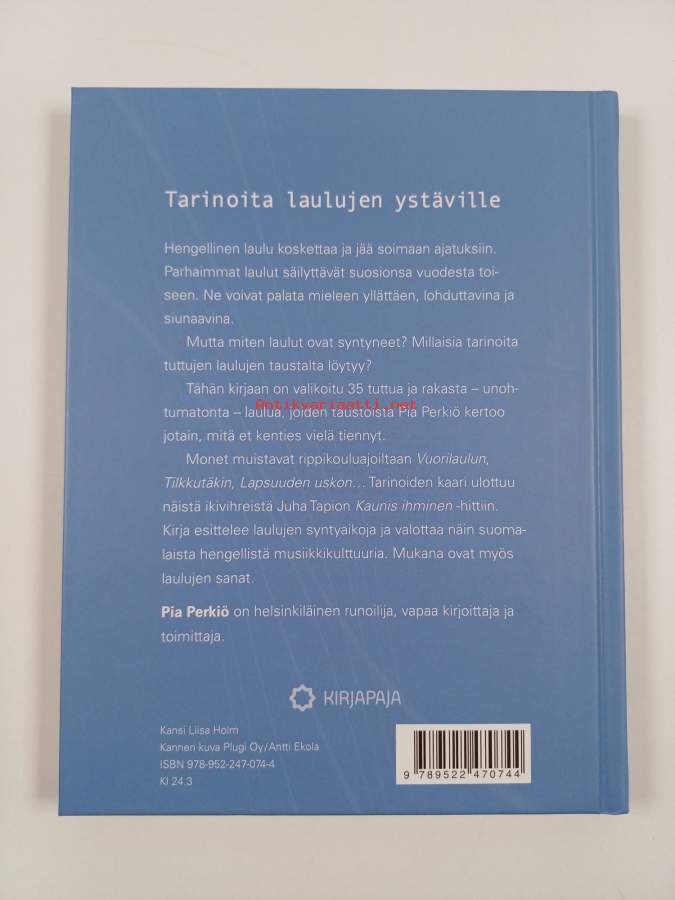 Tarinoita laulujen ystäville
Hengellinen laulu koskettaa ja jää soimaan ajatuksiin.
Parhaimmat laulut säilyttävät suosionsa vuodesta toi-
seen. Ne voivat palata mieleen yllättäen, lohduttavina ja
siunaavina.
Mutta miten laulut ovat syntyneet? Millaisia tarinoita
tuttujen laulujen taustalta löytyy?
Tähän kirjaan on valikoitu 35 tuttua ja rakasta – unoh-
Antikvariaatti.net
tumatonta – laulua, joiden taustoista Pia Perkiö kertoo
jotain, mitä et kenties vielä tiennyt.
Monet muistavat rippikouluajoiltaan Vuorilaulun,
Tilkkutäkin, Lapsuuden uskon... Tarinoiden kaari ulottuu
näistä ikivihreistä Juha Tapion Kaunis ihminen -hittiin.
Kirja esittelee laulujen syntyaikoja ja valottaa näin suoma-
laista hengellistä musiikkikulttuuria. Mukana ovat myös
laulujen sanat.
Pia Perkiö on helsinkiläinen runoilija, vapaa kirjoittaja ja
toimittaja.
KIRJAPAJA
Kansi Liisa Holm
Kannen kuva Plugi Oy/Antti Ekola
ISBN 978-952-247-074-4
Kl 24.3
9 789522 470744